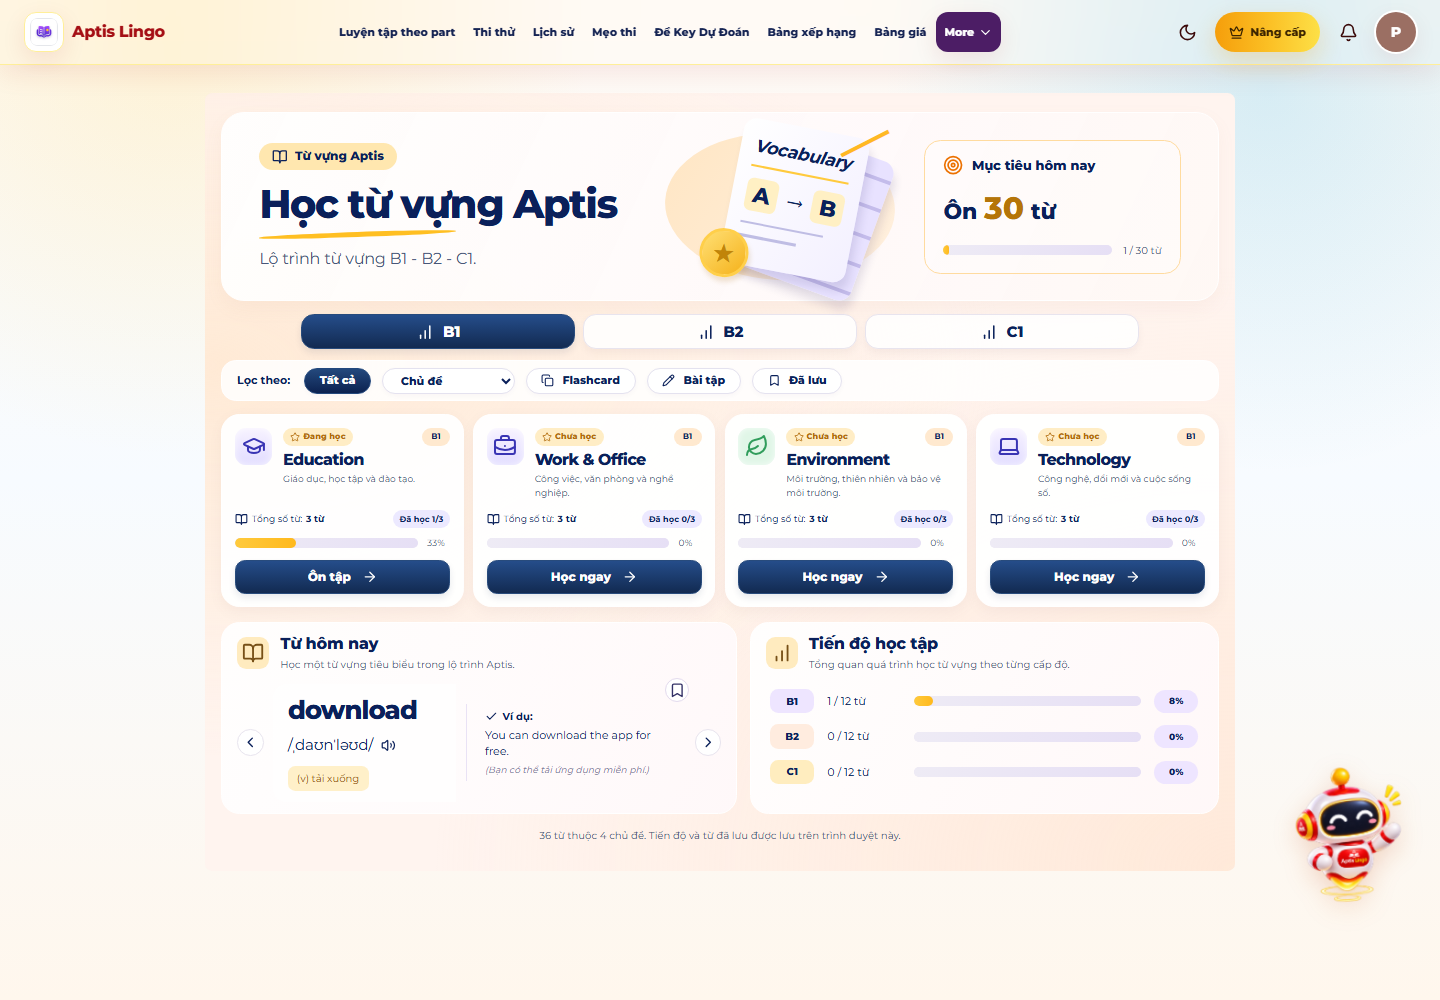 Aptis Lingo
Luyện tập theo part
Thi thử
Lịch sử
Mẹo thi
Đề Key Dự Đoán
Bảng xếp hạng
Bảng giá
More
Nâng cấp
P
Từ vựng Aptis
Học từ vựng Aptis
Lộ trình từ vựng B1 - B2 - C1.
Vocabulary
A → B
Mục tiêu hôm nay
Ôn 30 từ
1 / 30 từ
B1
B2
C1
Lọc theo:
Tất cả
Chủ đề
Flashcard
Bài tập
Đã lưu
Đang học
B1
Education
Giáo dục, học tập và đào tạo.
Tổng số từ: 3 từ
Đã học 1/3
33%
Ôn tập
Chưa học
B1
Work & Office
Công việc, văn phòng và nghề
nghiệp.
Tổng số từ: 3 từ
Đã học 0/3
0%
Học ngay
Chưa học
B1
Environment
Môi trường, thiên nhiên và bảo vệ
môi trường.
Tổng số từ: 3 từ
Đã học 0/3
0%
Học ngay
Chưa học
B1
Technology
Công nghệ, đổi mới và cuộc sống
số.
Tổng số từ: 3 từ
Đã học 0/3
0%
Học ngay
Từ hôm nay
Học một từ vựng tiêu biểu trong lộ trình Aptis.
download
/ˌdaʊnˈləʊd/
(v) tải xuống
Ví dụ:
You can download the app for
free.
(Bạn có thể tải ứng dụng miễn phí.)
Tiến độ học tập
Tổng quan quá trình học từ vựng theo từng cấp độ.
B1
1 / 12 từ
8%
B2
0 / 12 từ
0%
C1
0 / 12 từ
0%
36 từ thuộc 4 chủ đề. Tiến độ và từ đã lưu được lưu trên trình duyệt này.
Aptis Lingo